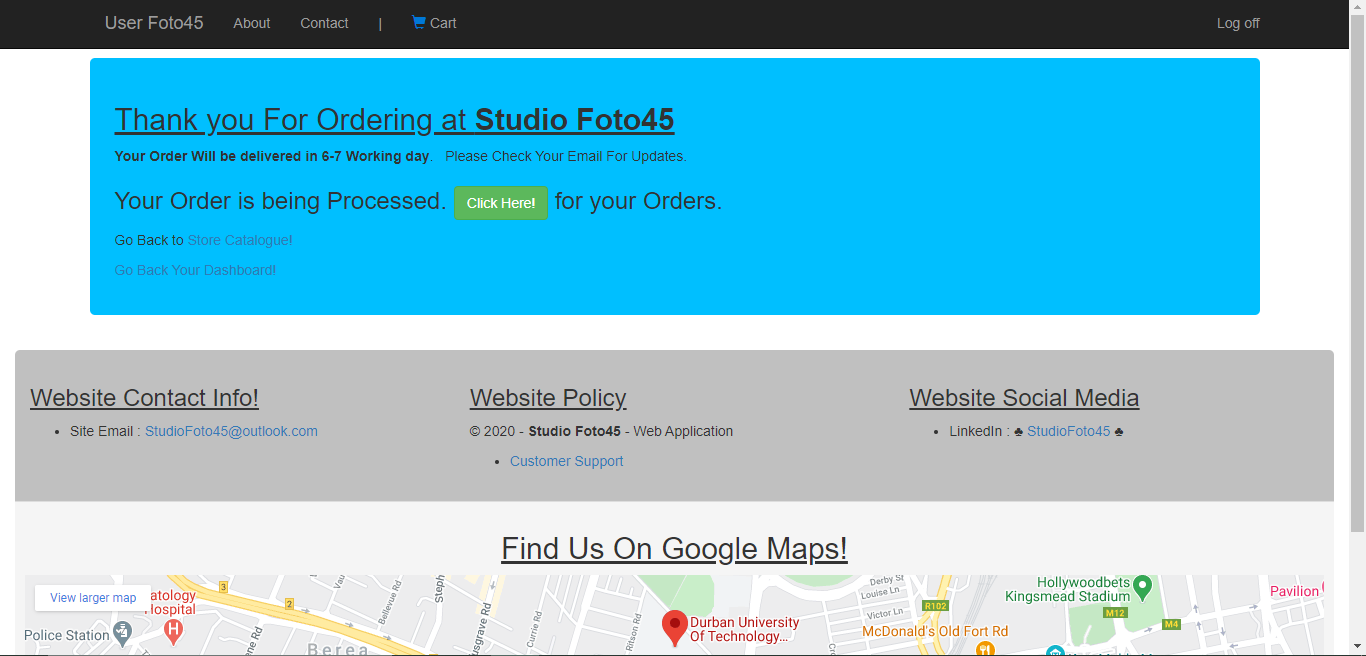 User Foto45 About Contact | Cart Log off
Thank you For Ordering at Studio Foto45
Your Order Will be delivered in 6-7 Working day. Please Check Your Email For Updates.
Your Order is being Processed. Click Here! for your Orders.
Go Back to Store Catalogue!
Go Back Your Dashboard!
Website Contact Info!
Site Email : StudioFoto45@outlook.com
Website Policy
© 2020 - Studio Foto45 - Web Application
Customer Support
Website Social Media
LinkedIn : ♣ StudioFoto45 ♣
Find Us On Google Maps!
View larger map
atology
Hospital
Police Station
3
2
Bellevue Rd
Berea
Currie Rd
Ritson Rd
Durban University
Of Technology...
Derby St
Louise Ln
Victor Ln
R102
McDonald's Old Fort Rd
Hollywoodbets
Kingsmead Stadium
M12
M4
Pavilion